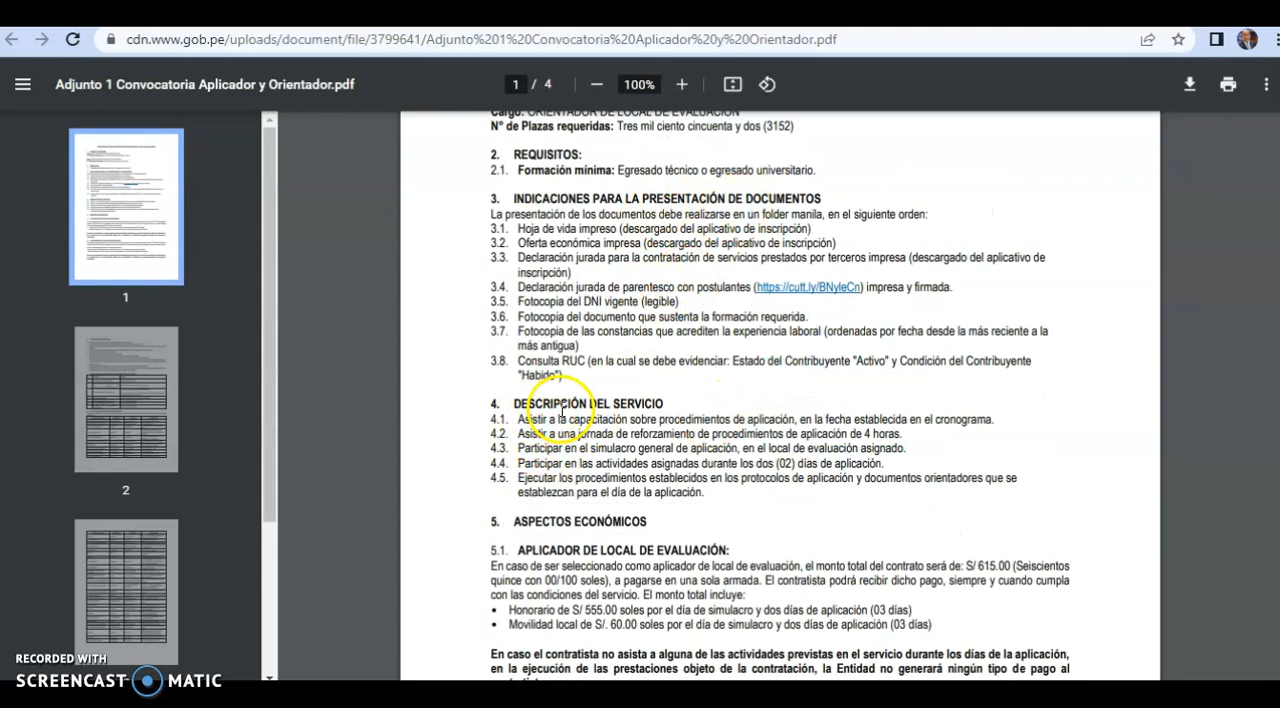 cdn.www.gob.pe/uploads/document/file/3799641/Adjunto%201%20Convocatoria%20Aplicador%20y%20Orientador.pdf
Adjunto 1 Convocatoria Aplicador y Orientador.pdf
1 / 4
100%
Cargo: ORIENTADOR DE LOCAL DE EVALUACIÓN
N° de Plazas requeridas: Tres mil ciento cincuenta y dos (3152)
2. REQUISITOS:
2.1. Formación mínima: Egresado técnico o egresado universitario.
3. INDICACIONES PARA LA PRESENTACIÓN DE DOCUMENTOS
La presentación de los documentos debe realizarse en un folder manila, en el siguiente orden:
3.1. Hoja de vida impreso (descargado del aplicativo de inscripción)
3.2. Oferta económica impresa (descargado del aplicativo de inscripción)
3.3. Declaración jurada para la contratación de servicios prestados por terceros impresa (descargado del aplicativo de
inscripción)
3.4. Declaración jurada de parentesco con postulantes (https://cutt.ly/BNyleCn) impresa y firmada.
3.5. Fotocopia del DNI vigente (legible)
3.6. Fotocopia del documento que sustenta la formación requerida.
3.7. Fotocopia de las constancias que acrediten la experiencia laboral (ordenadas por fecha desde la más reciente a la
más antigua)
3.8. Consulta RUC (en la cual se debe evidenciar: Estado del Contribuyente "Activo" y Condición del Contribuyente
"Habido")
4. DESCRIPCIÓN DEL SERVICIO
4.1. Asistir a la capacitación sobre procedimientos de aplicación, en la fecha establecida en el cronograma.
4.2. Asistir a una jornada de reforzamiento de procedimientos de aplicación de 4 horas.
4.3. Participar en el simulacro general de aplicación, en el local de evaluación asignado.
4.4. Participar en las actividades asignadas durante los dos (02) días de aplicación.
4.5. Ejecutar los procedimientos establecidos en los protocolos de aplicación y documentos orientadores que se
establezcan para el día de la aplicación.
5. ASPECTOS ECONÓMICOS
5.1. APLICADOR DE LOCAL DE EVALUACIÓN:
En caso de ser seleccionado como aplicador de local de evaluación, el monto total del contrato será de: S/ 615.00 (Seiscientos
quince con 00/100 soles), a pagarse en una sola armada. El contratista podrá recibir dicho pago, siempre y cuando cumpla
con las condiciones del servicio. El monto total incluye:
• Honorario de S/ 555.00 soles por el día de simulacro y dos días de aplicación (03 días)
• Movilidad local de S/. 60.00 soles por el día de simulacro y dos días de aplicación (03 días)
En caso el contratista no asista a alguna de las actividades previstas en el servicio durante los días de la aplicación,
en la ejecución de las prestaciones objeto de la contratación, la Entidad no generará ningún tipo de pago al
1
2
RECORDED WITH
SCREENCAST-O-MATIC